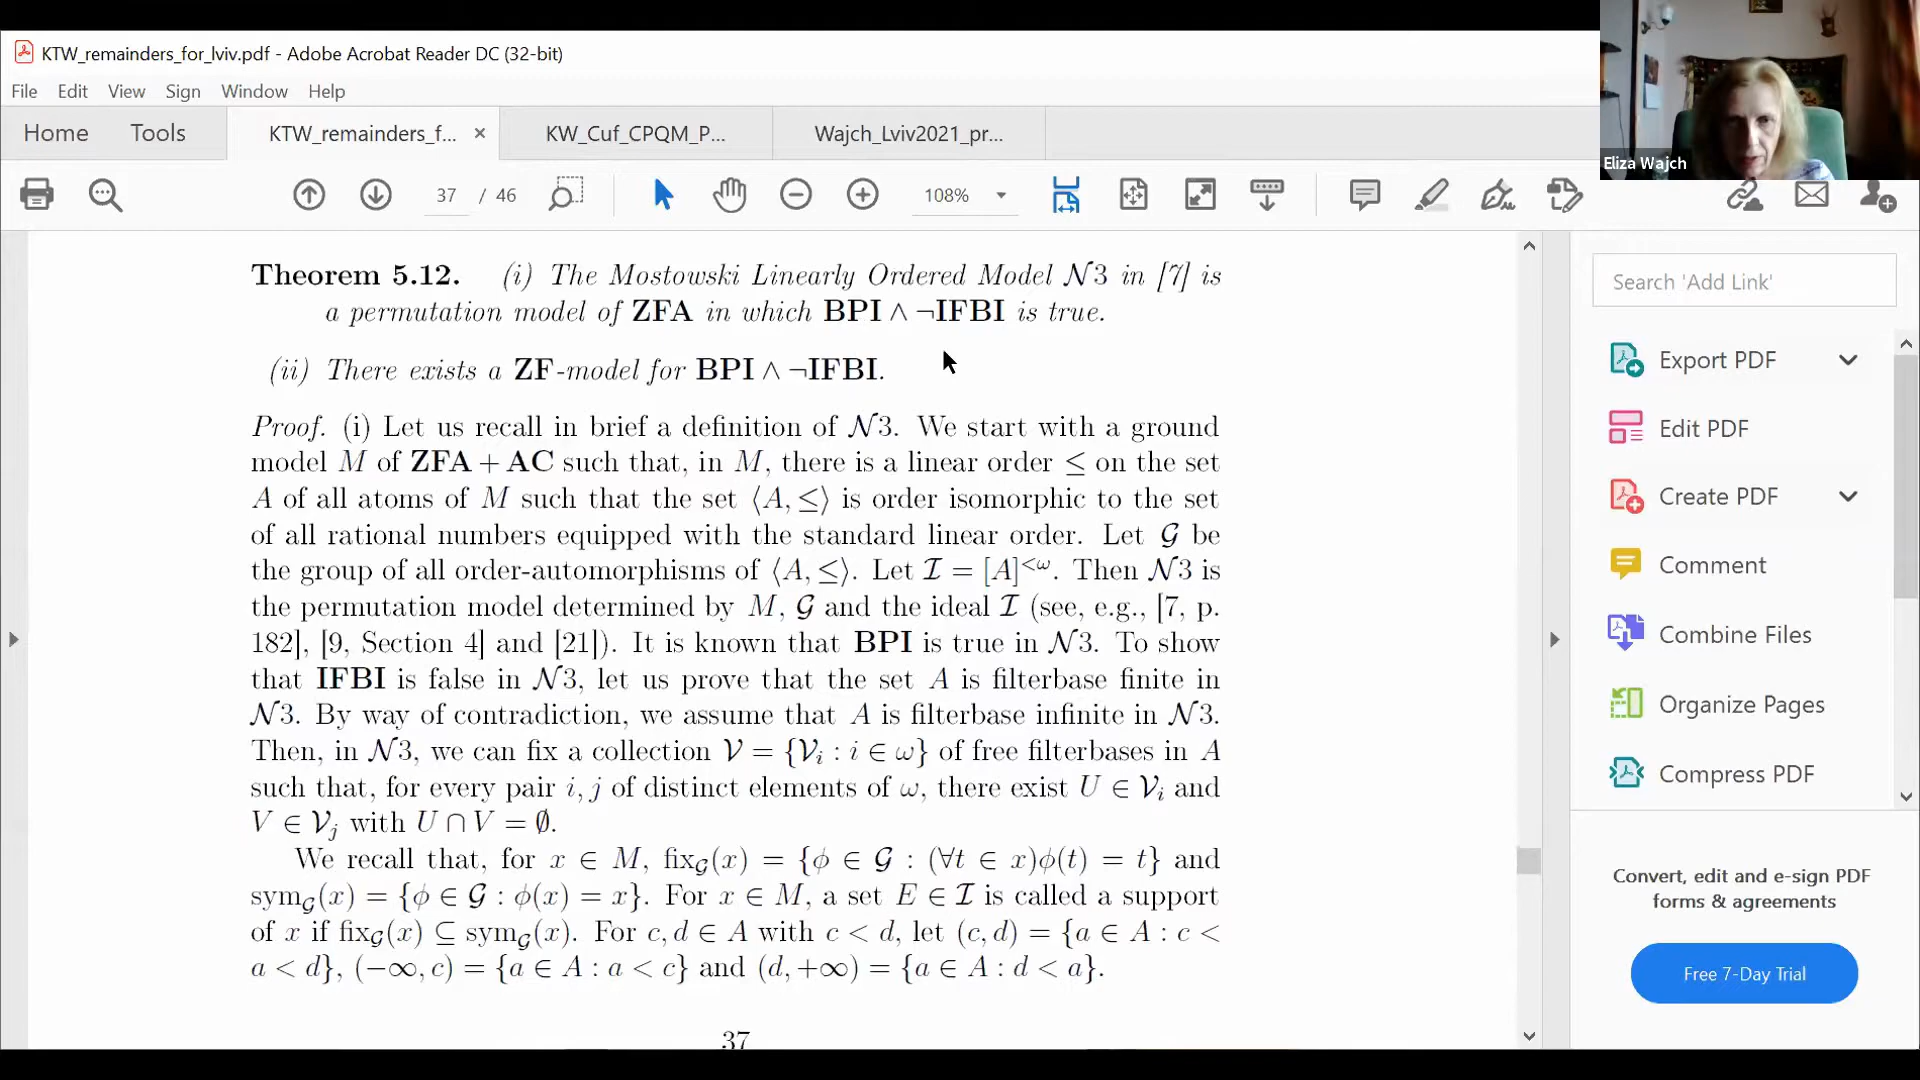 KTW_remainders_for_lviv.pdf - Adobe Acrobat Reader DC (32-bit)
File Edit View Sign Window Help
Home Tools KTW_remainders_f... × KW_Cuf_CPQM_P... Wajch_Lviv2021_pr...
Eliza Wajch
37 / 46 108%
Theorem 5.12. (i) The Mostowski Linearly Ordered Model 𝒩3 in [7] is
a permutation model of ZFA in which BPI ∧ ¬IFBI is true.
(ii) There exists a ZF-model for BPI ∧ ¬IFBI.
Proof. (i) Let us recall in brief a definition of 𝒩3. We start with a ground
model M of ZFA + AC such that, in M, there is a linear order ≤ on the set
A of all atoms of M such that the set ⟨A, ≤⟩ is order isomorphic to the set
of all rational numbers equipped with the standard linear order. Let 𝒢 be
the group of all order-automorphisms of ⟨A, ≤⟩. Let ℐ = [A]^{<ω}. Then 𝒩3 is
the permutation model determined by M, 𝒢 and the ideal ℐ (see, e.g., [7, p.
182], [9, Section 4] and [21]). It is known that BPI is true in 𝒩3. To show
that IFBI is false in 𝒩3, let us prove that the set A is filterbase finite in
𝒩3. By way of contradiction, we assume that A is filterbase infinite in 𝒩3.
Then, in 𝒩3, we can fix a collection 𝒱 = {𝒱_i : i ∈ ω} of free filterbases in A
such that, for every pair i, j of distinct elements of ω, there exist U ∈ 𝒱_i and
V ∈ 𝒱_j with U ∩ V = ∅.
We recall that, for x ∈ M, fix_𝒢(x) = {ϕ ∈ 𝒢 : (∀t ∈ x)ϕ(t) = t} and
sym_𝒢(x) = {ϕ ∈ 𝒢 : ϕ(x) = x}. For x ∈ M, a set E ∈ ℐ is called a support
of x if fix_𝒢(x) ⊆ sym_𝒢(x). For c, d ∈ A with c < d, let (c, d) = {a ∈ A : c <
a < d}, (−∞, c) = {a ∈ A : a < c} and (d, +∞) = {a ∈ A : d < a}.
37
Search 'Add Link'
Export PDF
Edit PDF
Create PDF
Comment
Combine Files
Organize Pages
Compress PDF
Convert, edit and e-sign PDF
forms & agreements
Free 7-Day Trial